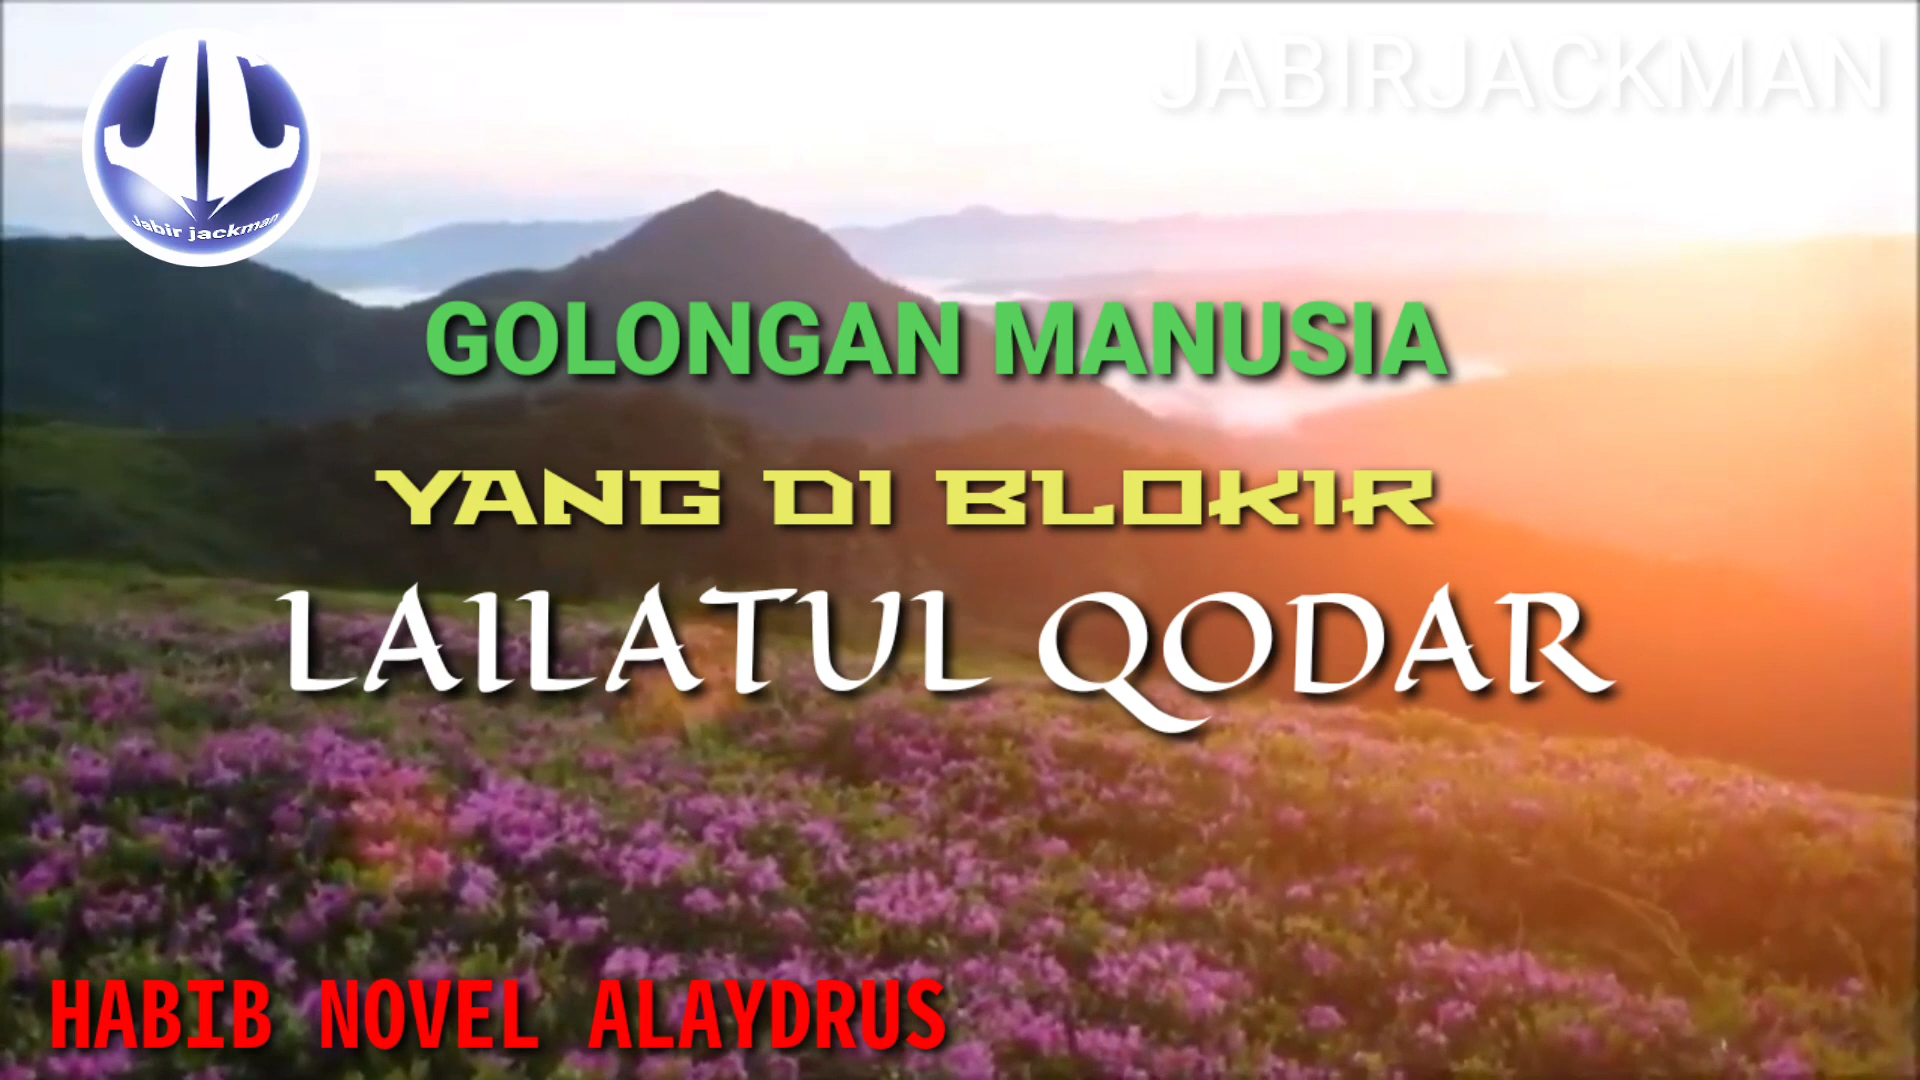 JABIRJACKMAN
Jabir jackman
GOLONGAN MANUSIA
YANG DI BLOKIR
LAILATUL QODAR
HABIB NOVEL ALAYDRUS